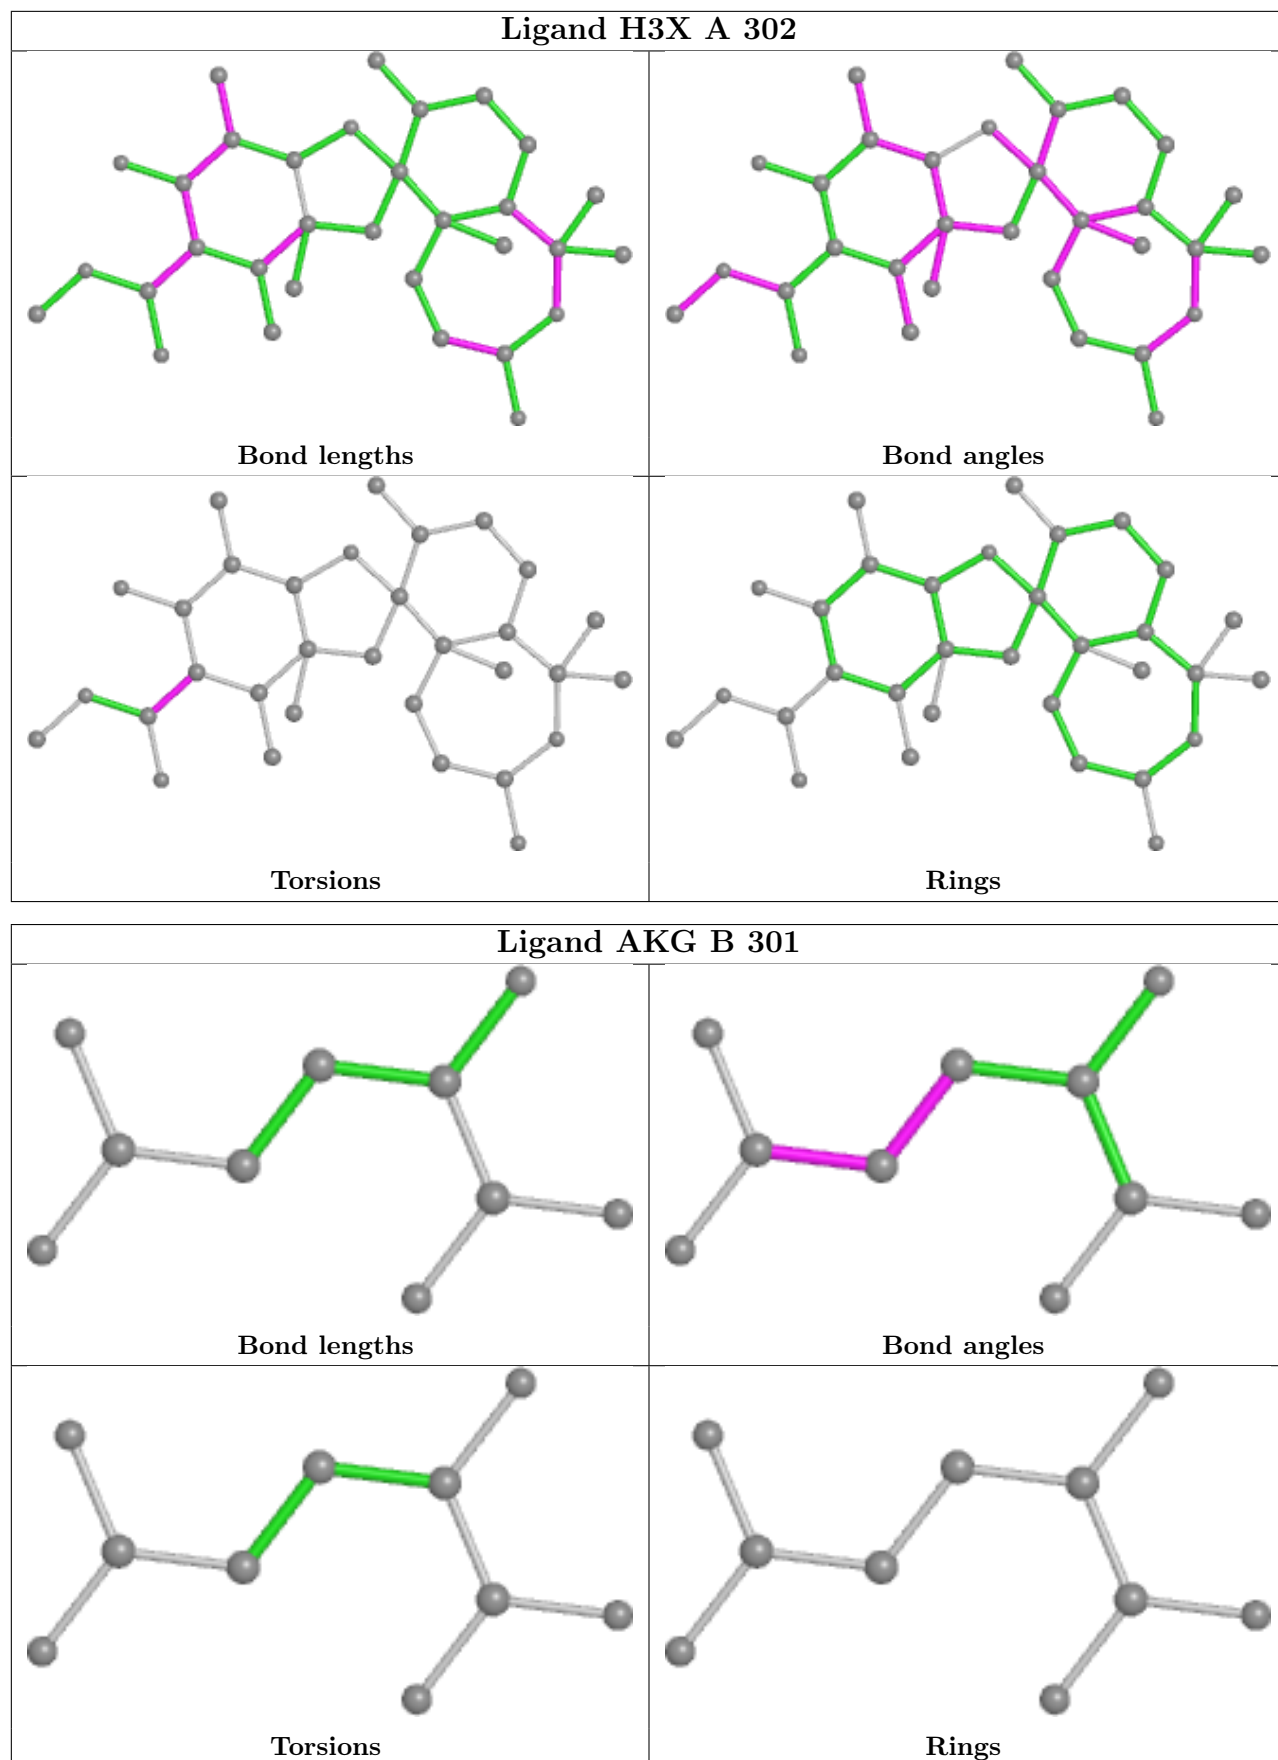 Ligand H3X A 302
Bond lengths
Bond angles
Torsions
Rings
Ligand AKG B 301
Bond lengths
Bond angles
Torsions
Rings